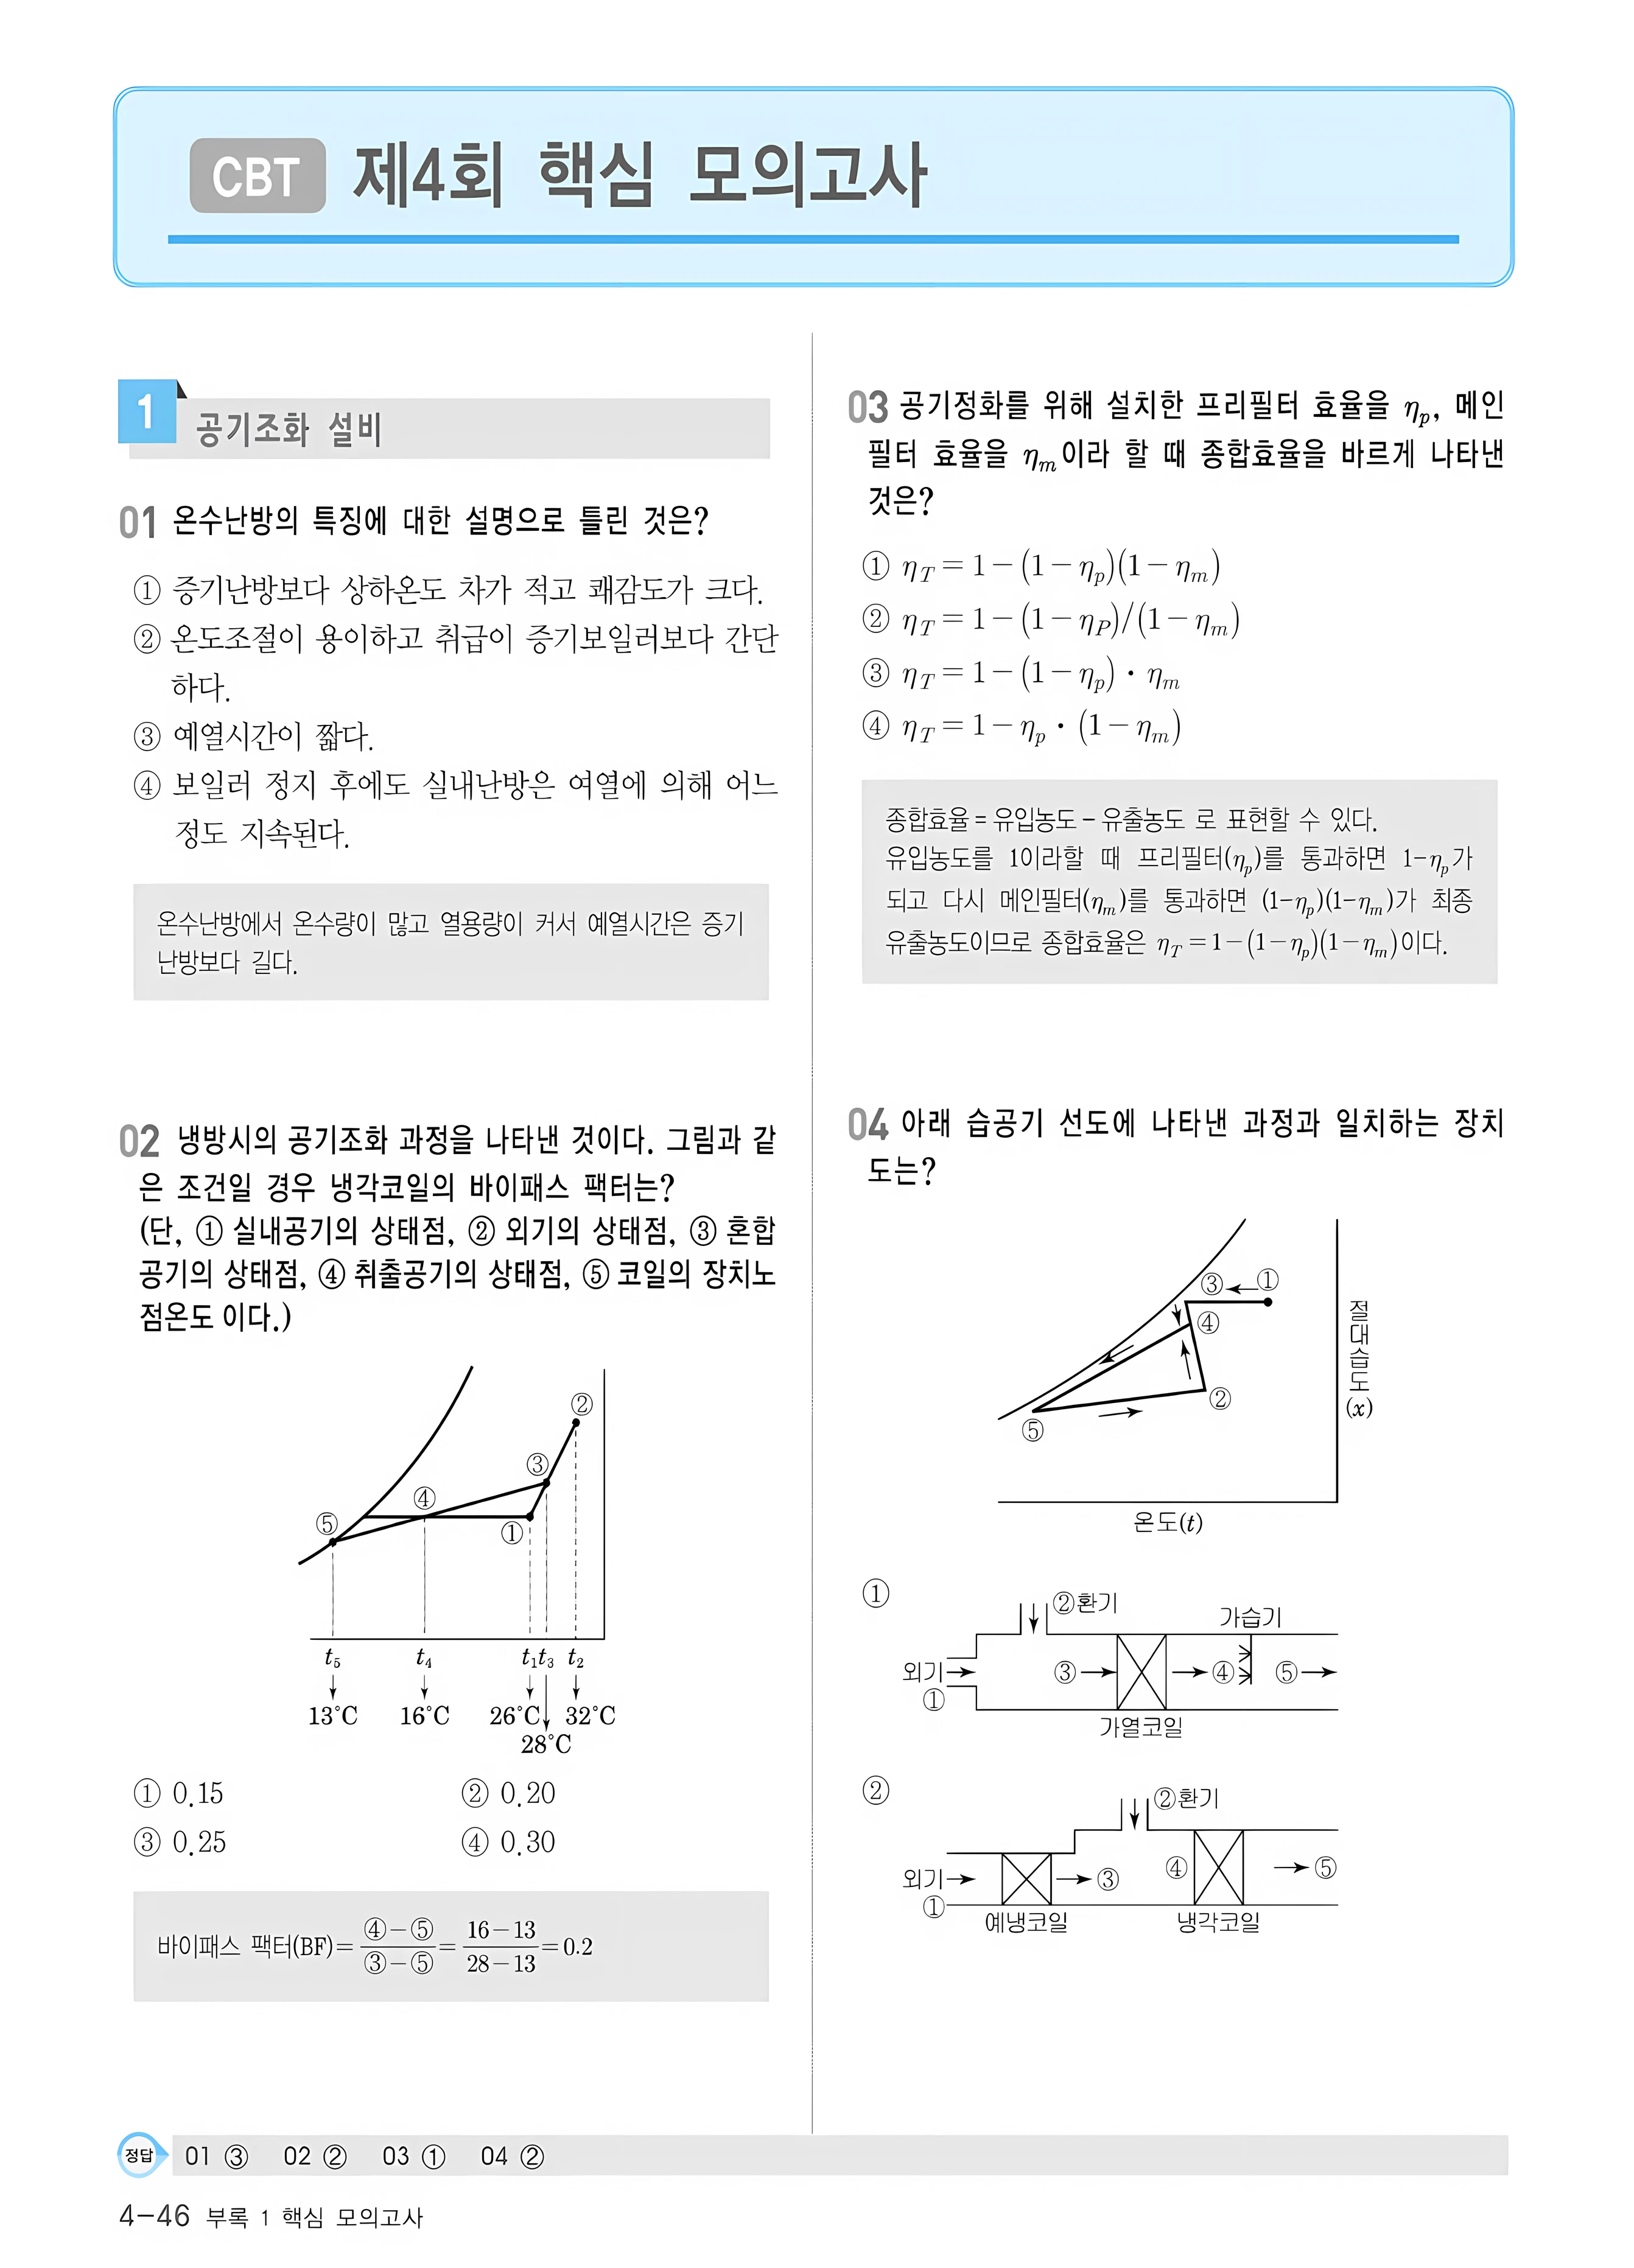 CBT 제4회 핵심 모의고사
1 공기조화 설비
01 온수난방의 특징에 대한 설명으로 틀린 것은?
① 증기난방보다 상하온도 차가 적고 쾌감도가 크다.
② 온도조절이 용이하고 취급이 증기보일러보다 간단
하다.
③ 예열시간이 짧다.
④ 보일러 정지 후에도 실내난방은 여열에 의해 어느
정도 지속된다.
온수난방에서 온수량이 많고 열용량이 커서 예열시간은 증기
난방보다 길다.
02 냉방시의 공기조화 과정을 나타낸 것이다. 그림과 같
은 조건일 경우 냉각코일의 바이패스 팩터는?
(단, ① 실내공기의 상태점, ② 외기의 상태점, ③ 혼합
공기의 상태점, ④ 취출공기의 상태점, ⑤ 코일의 장치노
점온도 이다.)
②
③
④
⑤
①
t₅ t₄ t₁ t₃ t₂
13℃ 16℃ 26℃ 32℃
28℃
① 0.15 ② 0.20
③ 0.25 ④ 0.30
바이패스 팩터(BF)= (④-⑤)/(③-⑤) = (16-13)/(28-13) =0.2
03 공기정화를 위해 설치한 프리필터 효율을 ηp, 메인
필터 효율을 ηm이라 할 때 종합효율을 바르게 나타낸
것은?
① ηT = 1-(1-ηp)(1-ηm)
② ηT = 1-(1-ηP)/(1-ηm)
③ ηT = 1-(1-ηp)·ηm
④ ηT = 1-ηp·(1-ηm)
종합효율 = 유입농도 - 유출농도 로 표현할 수 있다.
유입농도를 1이라할 때 프리필터(ηp)를 통과하면 1-ηp가
되고 다시 메인필터(ηm)를 통과하면 (1-ηp)(1-ηm)가 최종
유출농도이므로 종합효율은 ηT = 1-(1-ηp)(1-ηm)이다.
04 아래 습공기 선도에 나타낸 과정과 일치하는 장치
도는?
③ ①
④
②
⑤
절대습도(x)
온도(t)
①
②환기 가습기
외기 ③ ④ ⑤
①
가열코일
②
②환기
④ ⑤
외기 ③
①
예냉코일 냉각코일
정답 01 ③ 02 ② 03 ① 04 ②
4-46 부록 1 핵심 모의고사